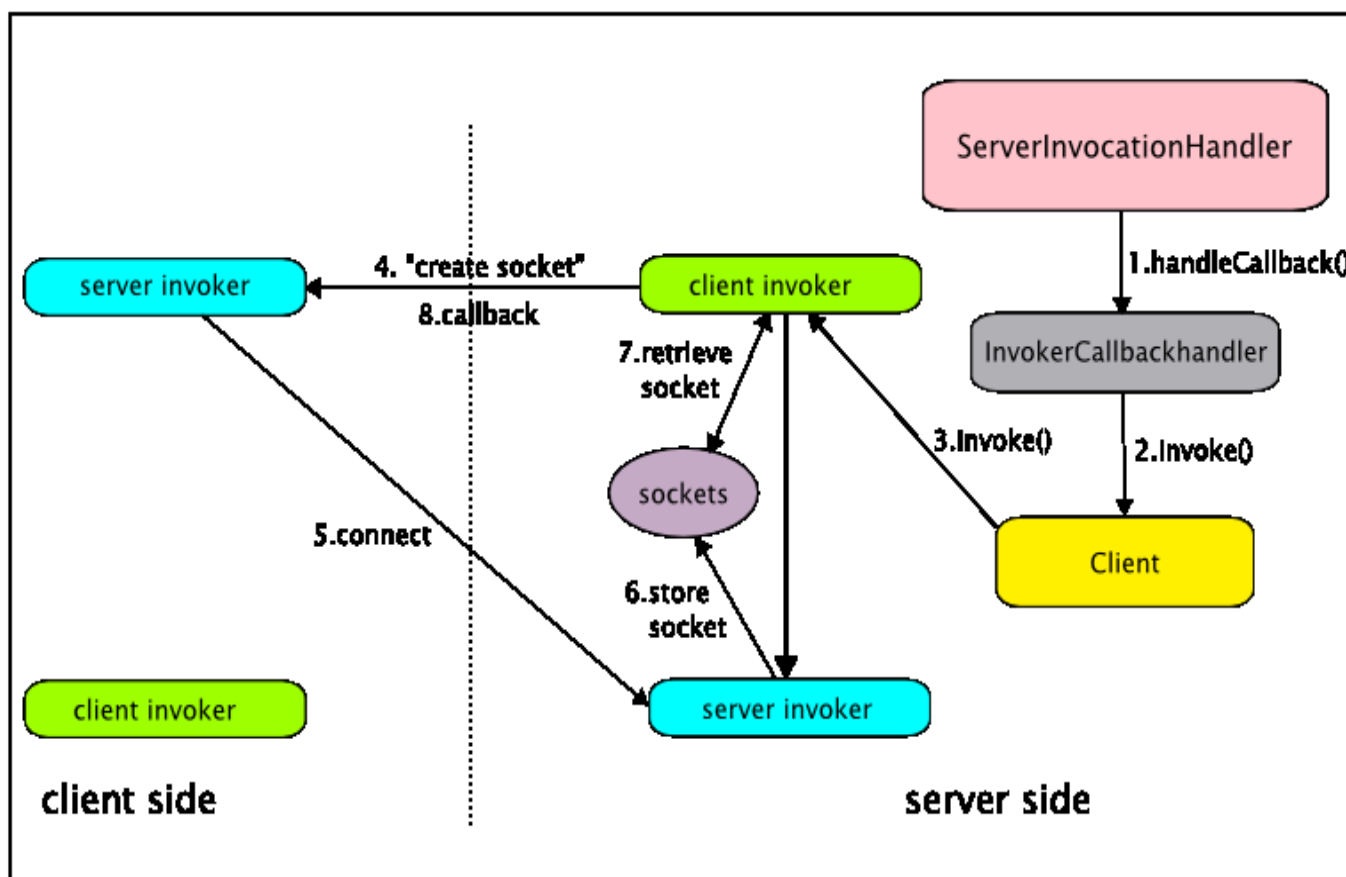 ServerInvocationHandler
1.handleCallback()
4. "create socket"
server invoker
client invoker
8.callback
InvokerCallbackhandler
7.retrieve
socket
3.invoke()
2.invoke()
sockets
5.connect
Client
6.store
socket
client invoker
server invoker
client side
server side